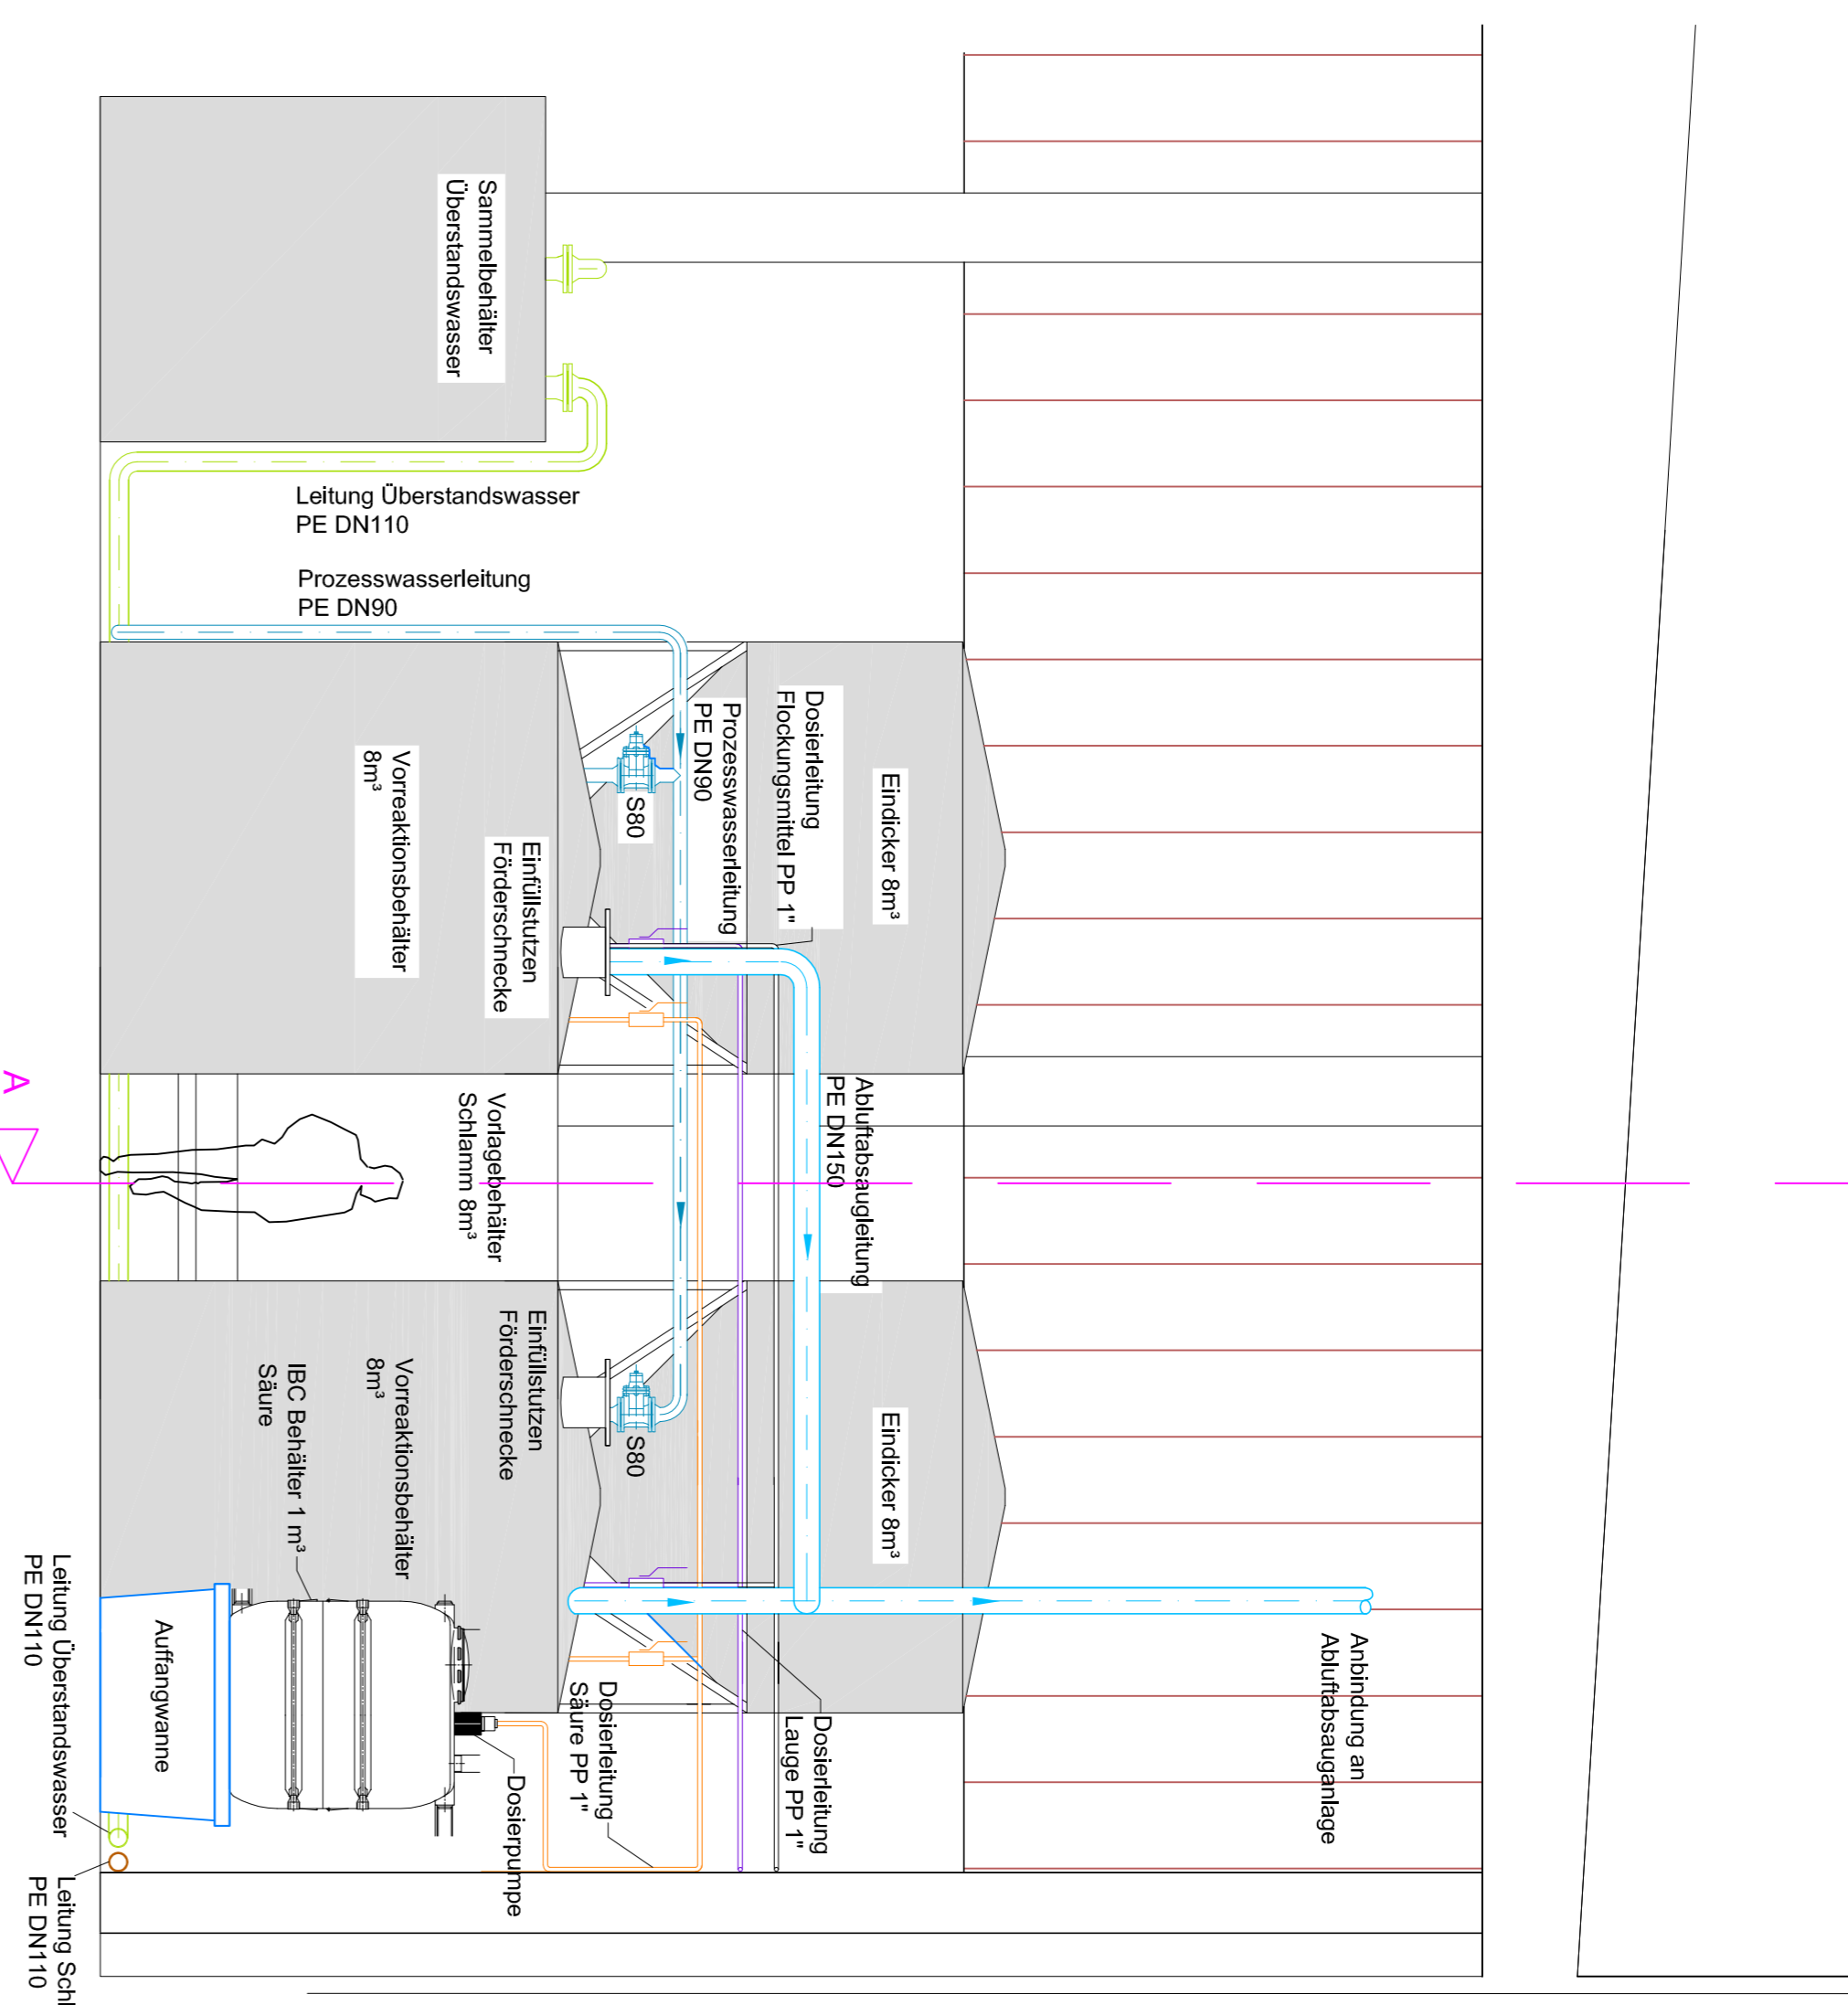 Sammelbehälter
Überstandswasser
Leitung Überstandswasser
PE DN110
Prozesswasserleitung
PE DN90
Dosierleitung
Flockungsmittel PP 1"
Prozesswasserleitung
PE DN90
Eindicker 8m³
S80
Vorreaktionsbehälter
8m³
Einfüllstutzen
Förderschnecke
Abluftabsaugleitung
PE DN150
Vorlagebehälter
Schlamm 8m³
A
Einfüllstutzen
Förderschnecke
S80
Eindicker 8m³
Vorreaktionsbehälter
8m³
IBC Behälter 1 m³
Säure
Auffangwanne
Leitung Überstandswasser
PE DN110
Anbindung an
Abluftabsauganlage
Dosierleitung
Lauge PP 1"
Dosierleitung
Säure PP 1"
Dosierpumpe
Leitung
PE DN110